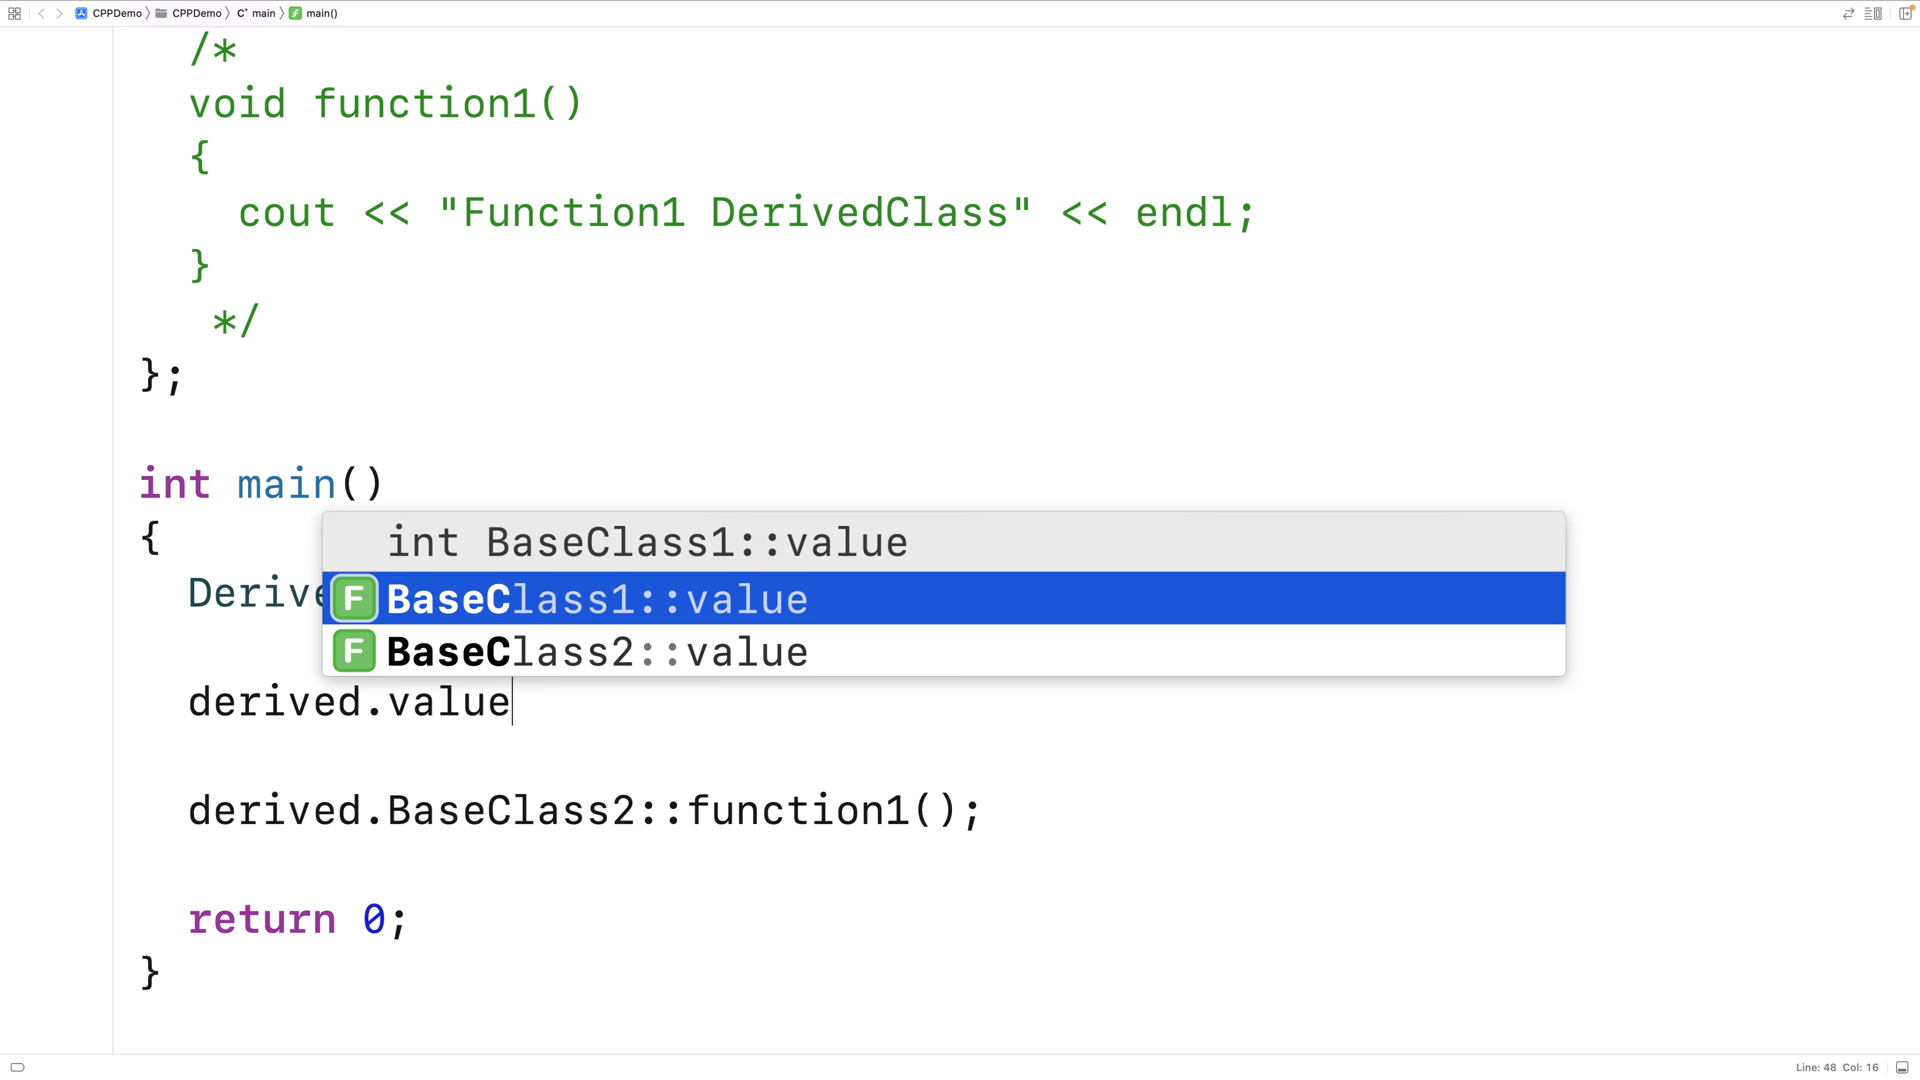 CPPDemo 〉 CPPDemo 〉 C+ main 〉 f main()
/*
void function1()
{
cout << "Function1 DerivedClass" << endl;
}
*/
};
int main()
{
int BaseClass1::value
Derive
F BaseClass1::value
F BaseClass2::value
derived.value
derived.BaseClass2::function1();
return 0;
}
Line: 48 Col: 16